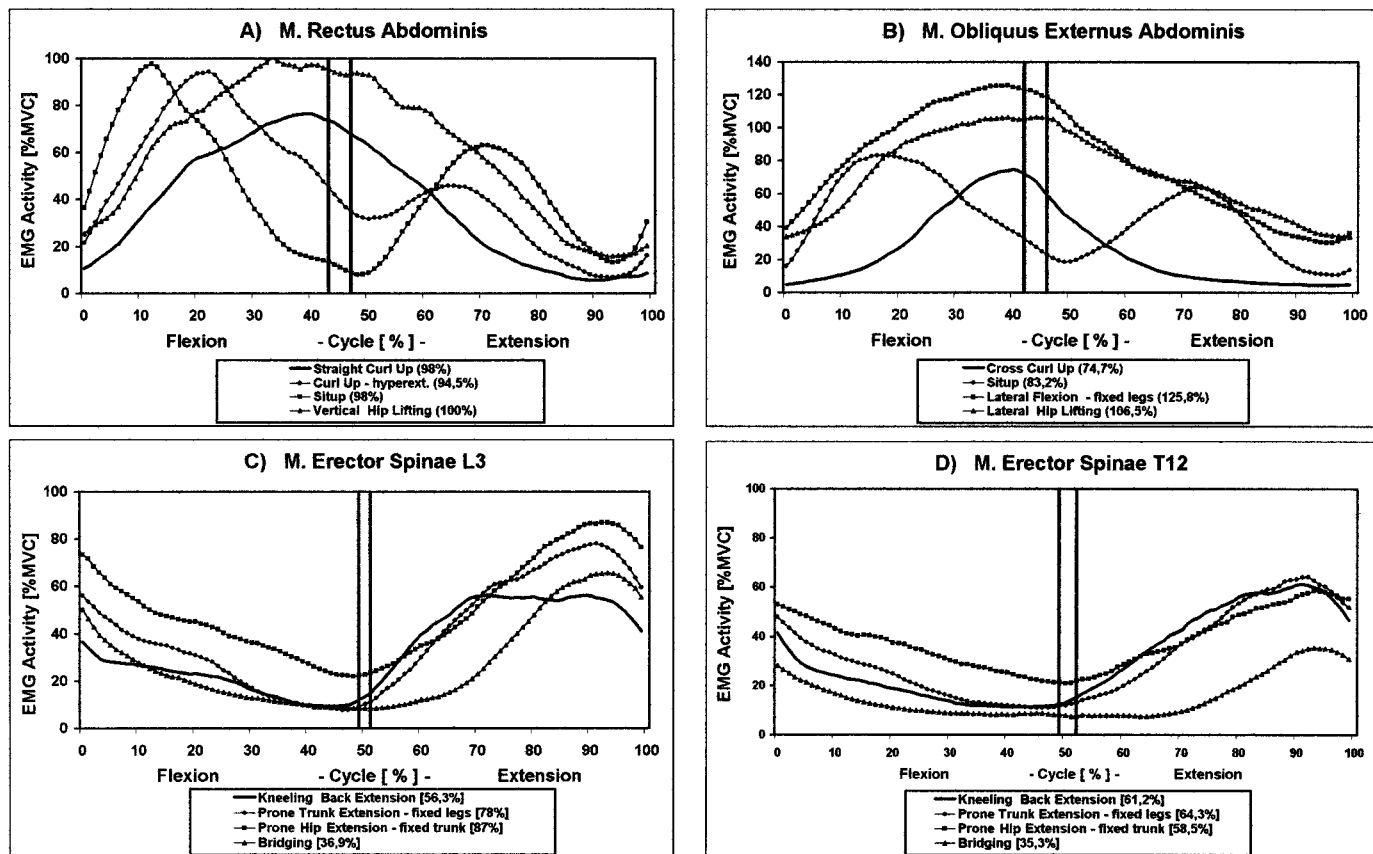 A) M. Rectus Abdominis
EMG Activity [%MVC]
100
80
60
40
20
0
0 10 20 30 40 50 60 70 80 90 100
Flexion - Cycle [ % ] - Extension
Straight Curl Up (98%)
Curl Up - hyperext. (94,5%)
Situp (98%)
Vertical Hip Lifting (100%)
B) M. Obliquus Externus Abdominis
EMG Activity [%MVC]
140
120
100
80
60
40
20
0
0 10 20 30 40 50 60 70 80 90 100
Flexion - Cycle [ % ] - Extension
Cross Curl Up (74,7%)
Situp (83,2%)
Lateral Flexion - fixed legs (125,8%)
Lateral Hip Lifting (106,5%)
C) M. Erector Spinae L3
EMG Activity [%MVC]
100
80
60
40
20
0
0 10 20 30 40 50 60 70 80 90 100
Flexion - Cycle [ % ] - Extension
Kneeling Back Extension [56,3%]
Prone Trunk Extension - fixed legs [78%]
Prone Hip Extension - fixed trunk [87%]
Bridging [36,9%]
D) M. Erector Spinae T12
EMG Activity [%MVC]
100
80
60
40
20
0
0 10 20 30 40 50 60 70 80 90 100
Flexion - Cycle [ % ] - Extension
Kneeling Back Extension [61,2%]
Prone Trunk Extension - fixed legs [64,3%]
Prone Hip Extension - fixed trunk [58,5%]
Bridging [35,3%]